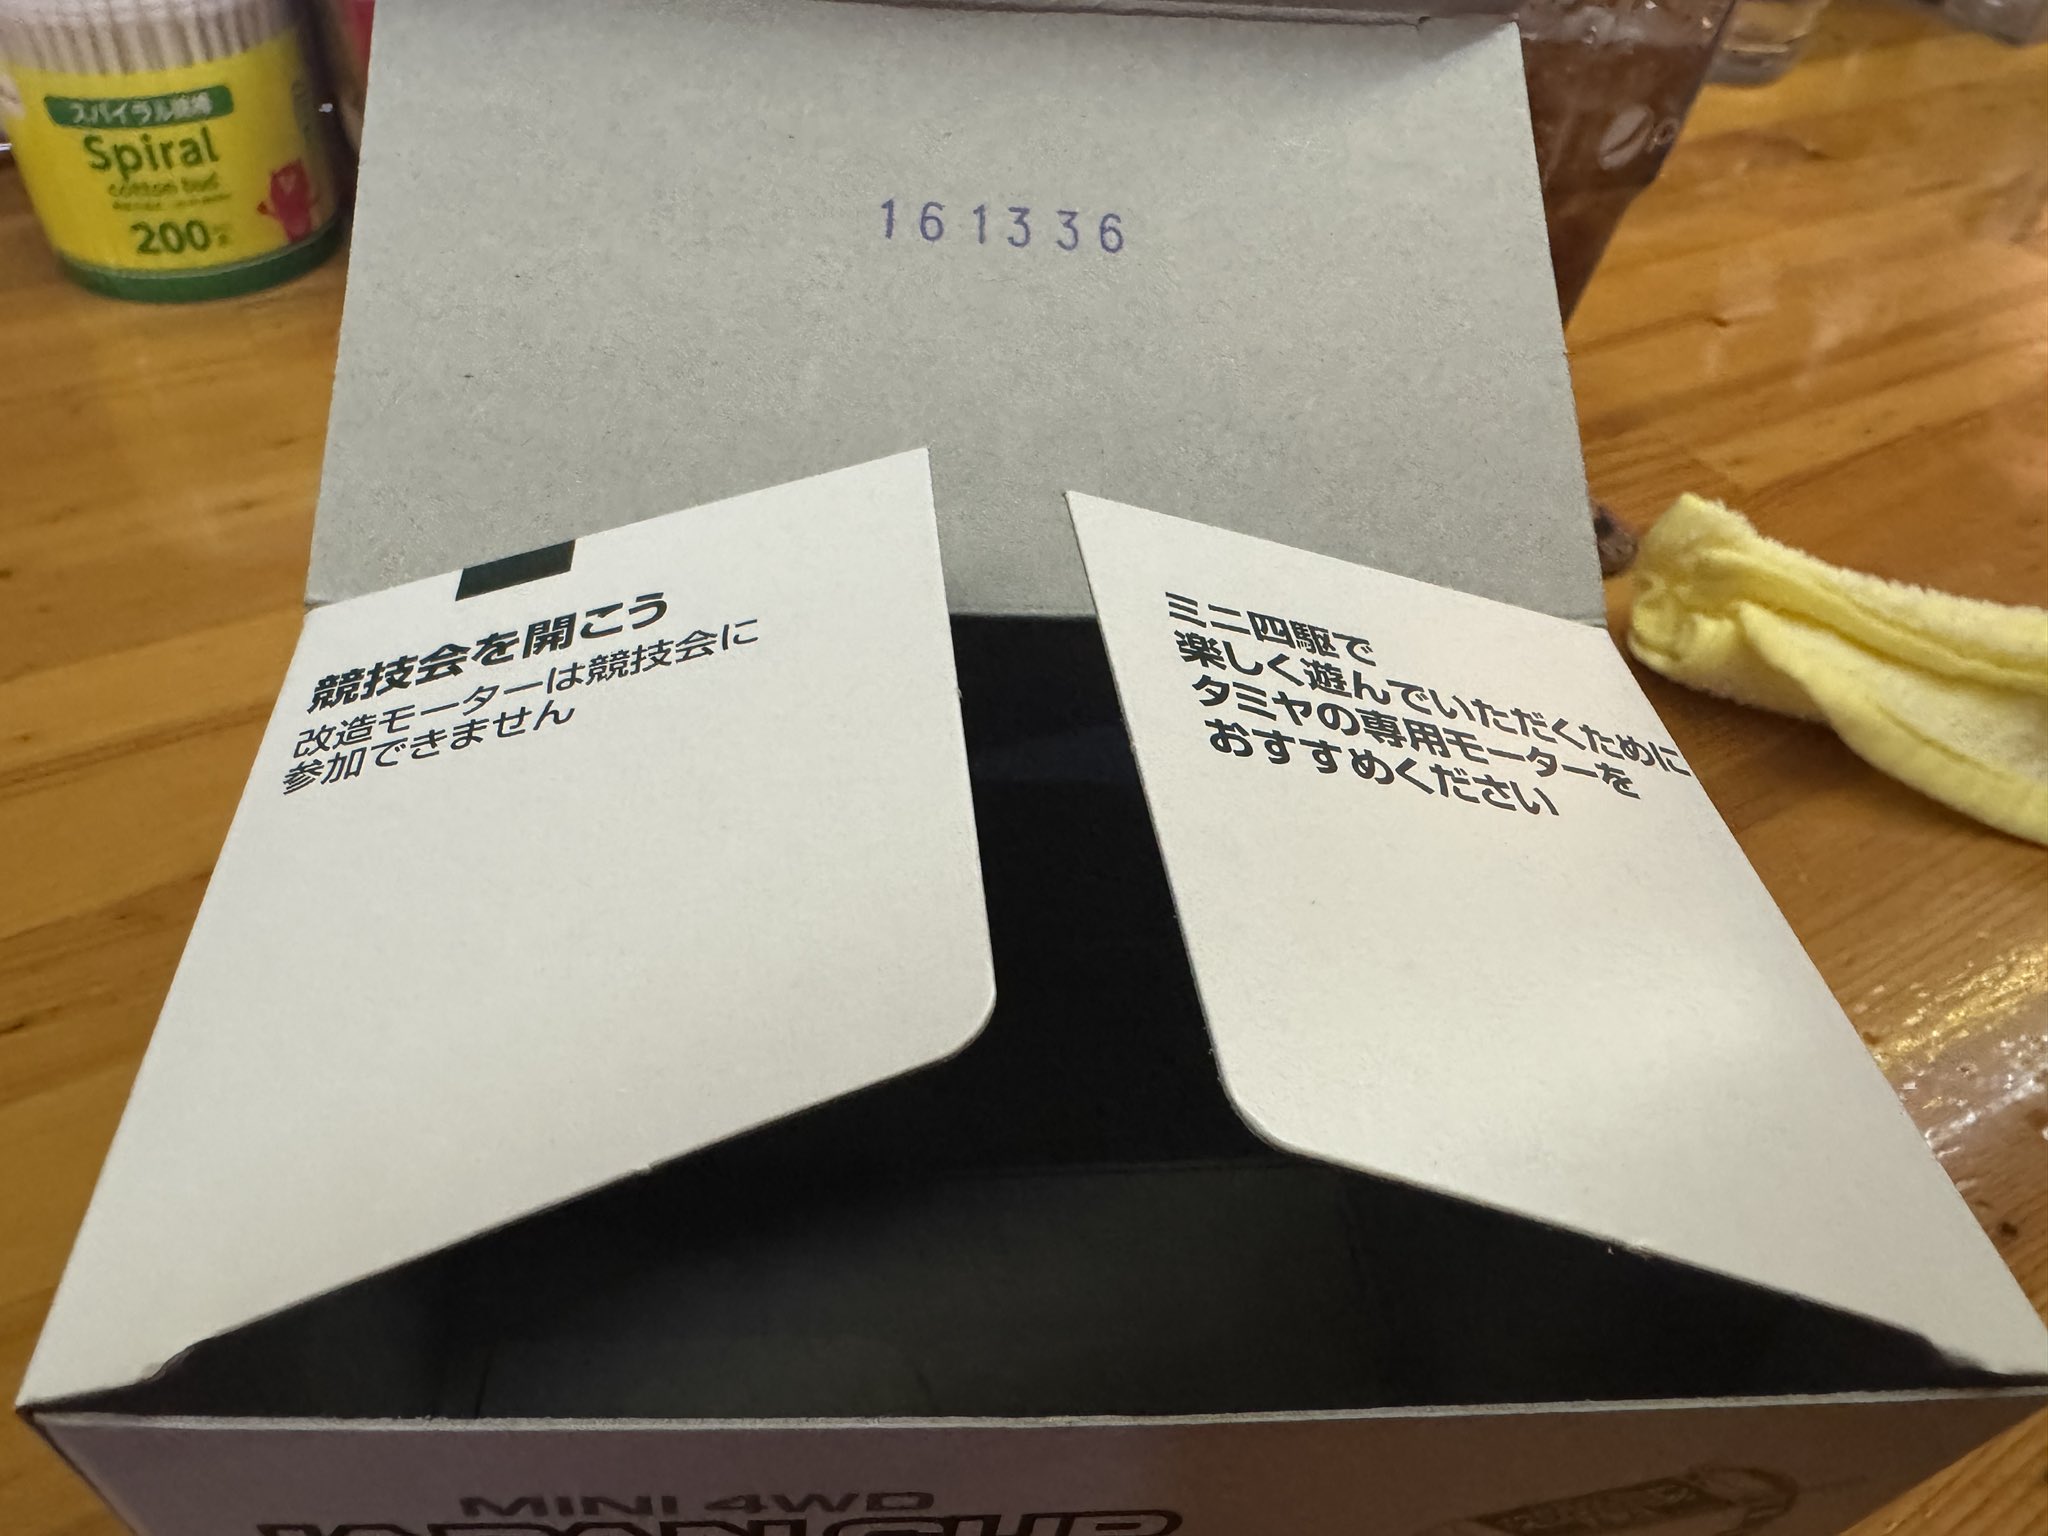 スパイラル綿棒
Spiral
cotton bud
200
161336
競技会を開こう
改造モーターは競技会に
参加できません
ミニ四駆で
楽しく遊んでいただくために
タミヤの専用モーターを
おすすめください
MINI 4WD
JAPAN CUP